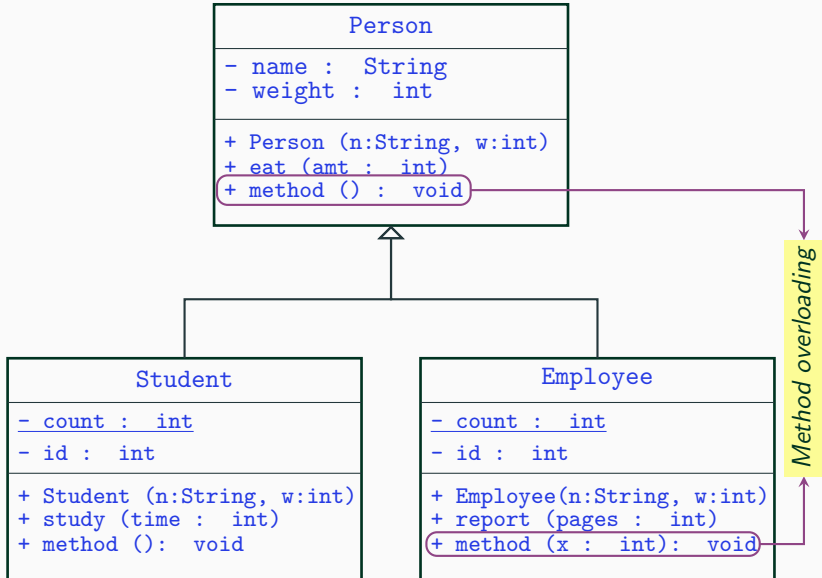 Person
- name : String
- weight : int
+ Person (n:String, w:int)
+ eat (amt : int)
+ method () : void
Method overloading
Student
- count : int
- id : int
+ Student (n:String, w:int)
+ study (time : int)
+ method (): void
Employee
- count : int
- id : int
+ Employee(n:String, w:int)
+ report (pages : int)
+ method (x : int): void